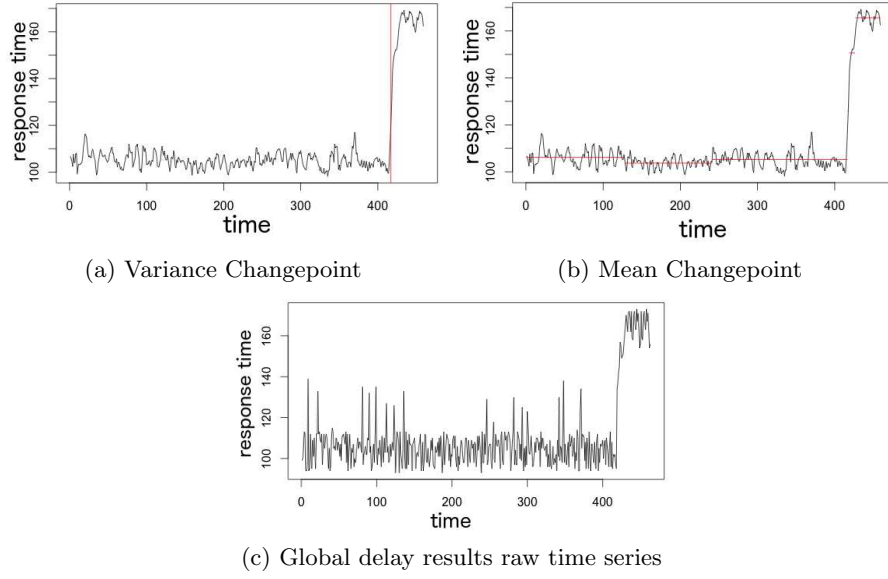 response time
100 120 140 160
0 100 200 300 400
time
(a) Variance Changepoint
response time
100 120 140 160
0 100 200 300 400
time
(b) Mean Changepoint
response time
100 120 140 160
0 100 200 300 400
time
(c) Global delay results raw time series